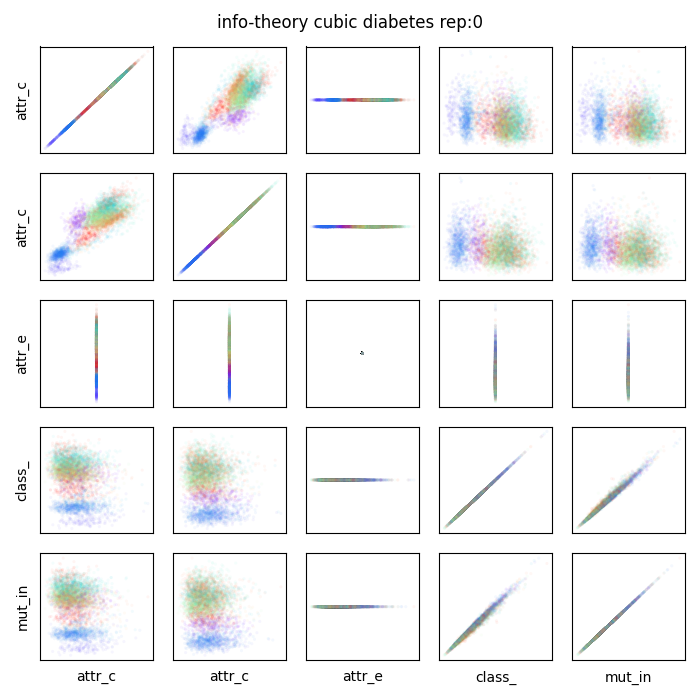 info-theory cubic diabetes rep:0
attr_c
attr_c
attr_e
class_
mut_in
attr_c
attr_c
attr_e
class_
mut_in